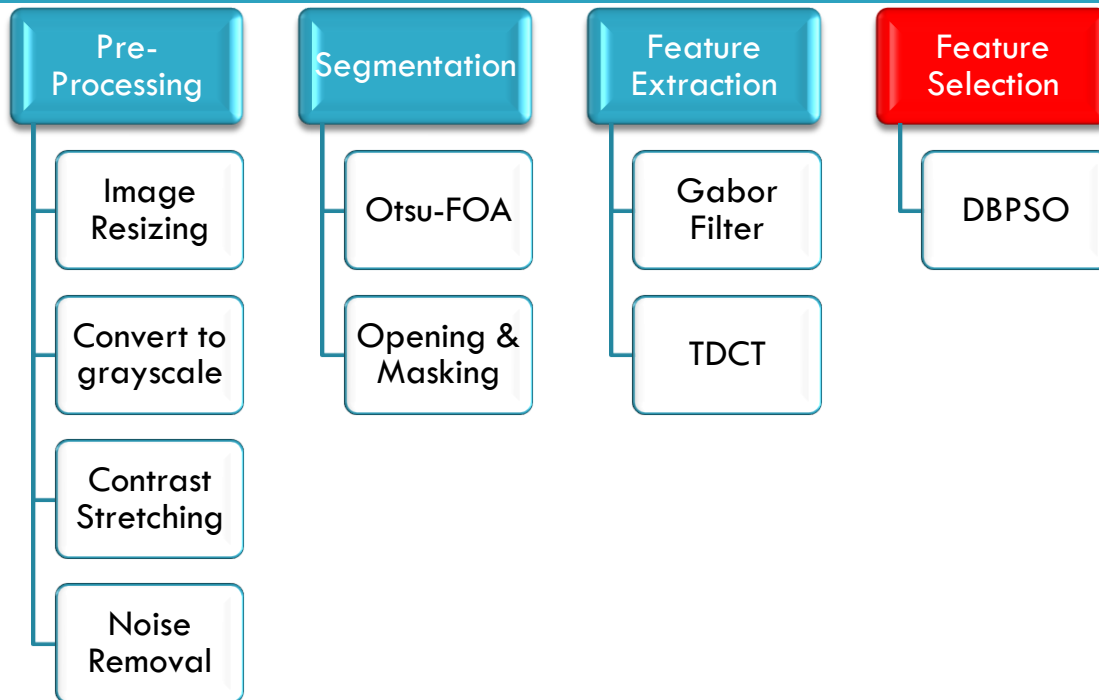 Pre-
Processing
Image
Resizing
Convert to
grayscale
Contrast
Stretching
Noise
Removal
Segmentation
Otsu-FOA
Opening &
Masking
Feature
Extraction
Gabor
Filter
TDCT
Feature
Selection
DBPSO